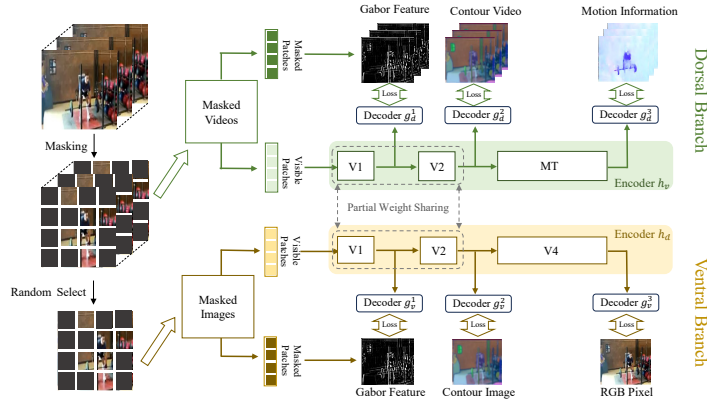 Gabor Feature
Contour Video
Motion Information
Masked
Patches
Loss
Loss
Loss
Decoder g_d^1
Decoder g_d^2
Decoder g_d^3
Dorsal Branch
Masked
Videos
Masking
Visible
Patches
V1
V2
MT
Encoder h_v
Partial Weight Sharing
Encoder h_d
Visible
Patches
V1
V2
V4
Random Select
Masked
Images
Decoder g_v^1
Decoder g_v^2
Decoder g_v^3
Ventral Branch
Loss
Loss
Loss
Masked
Patches
Gabor Feature
Contour Image
RGB Pixel